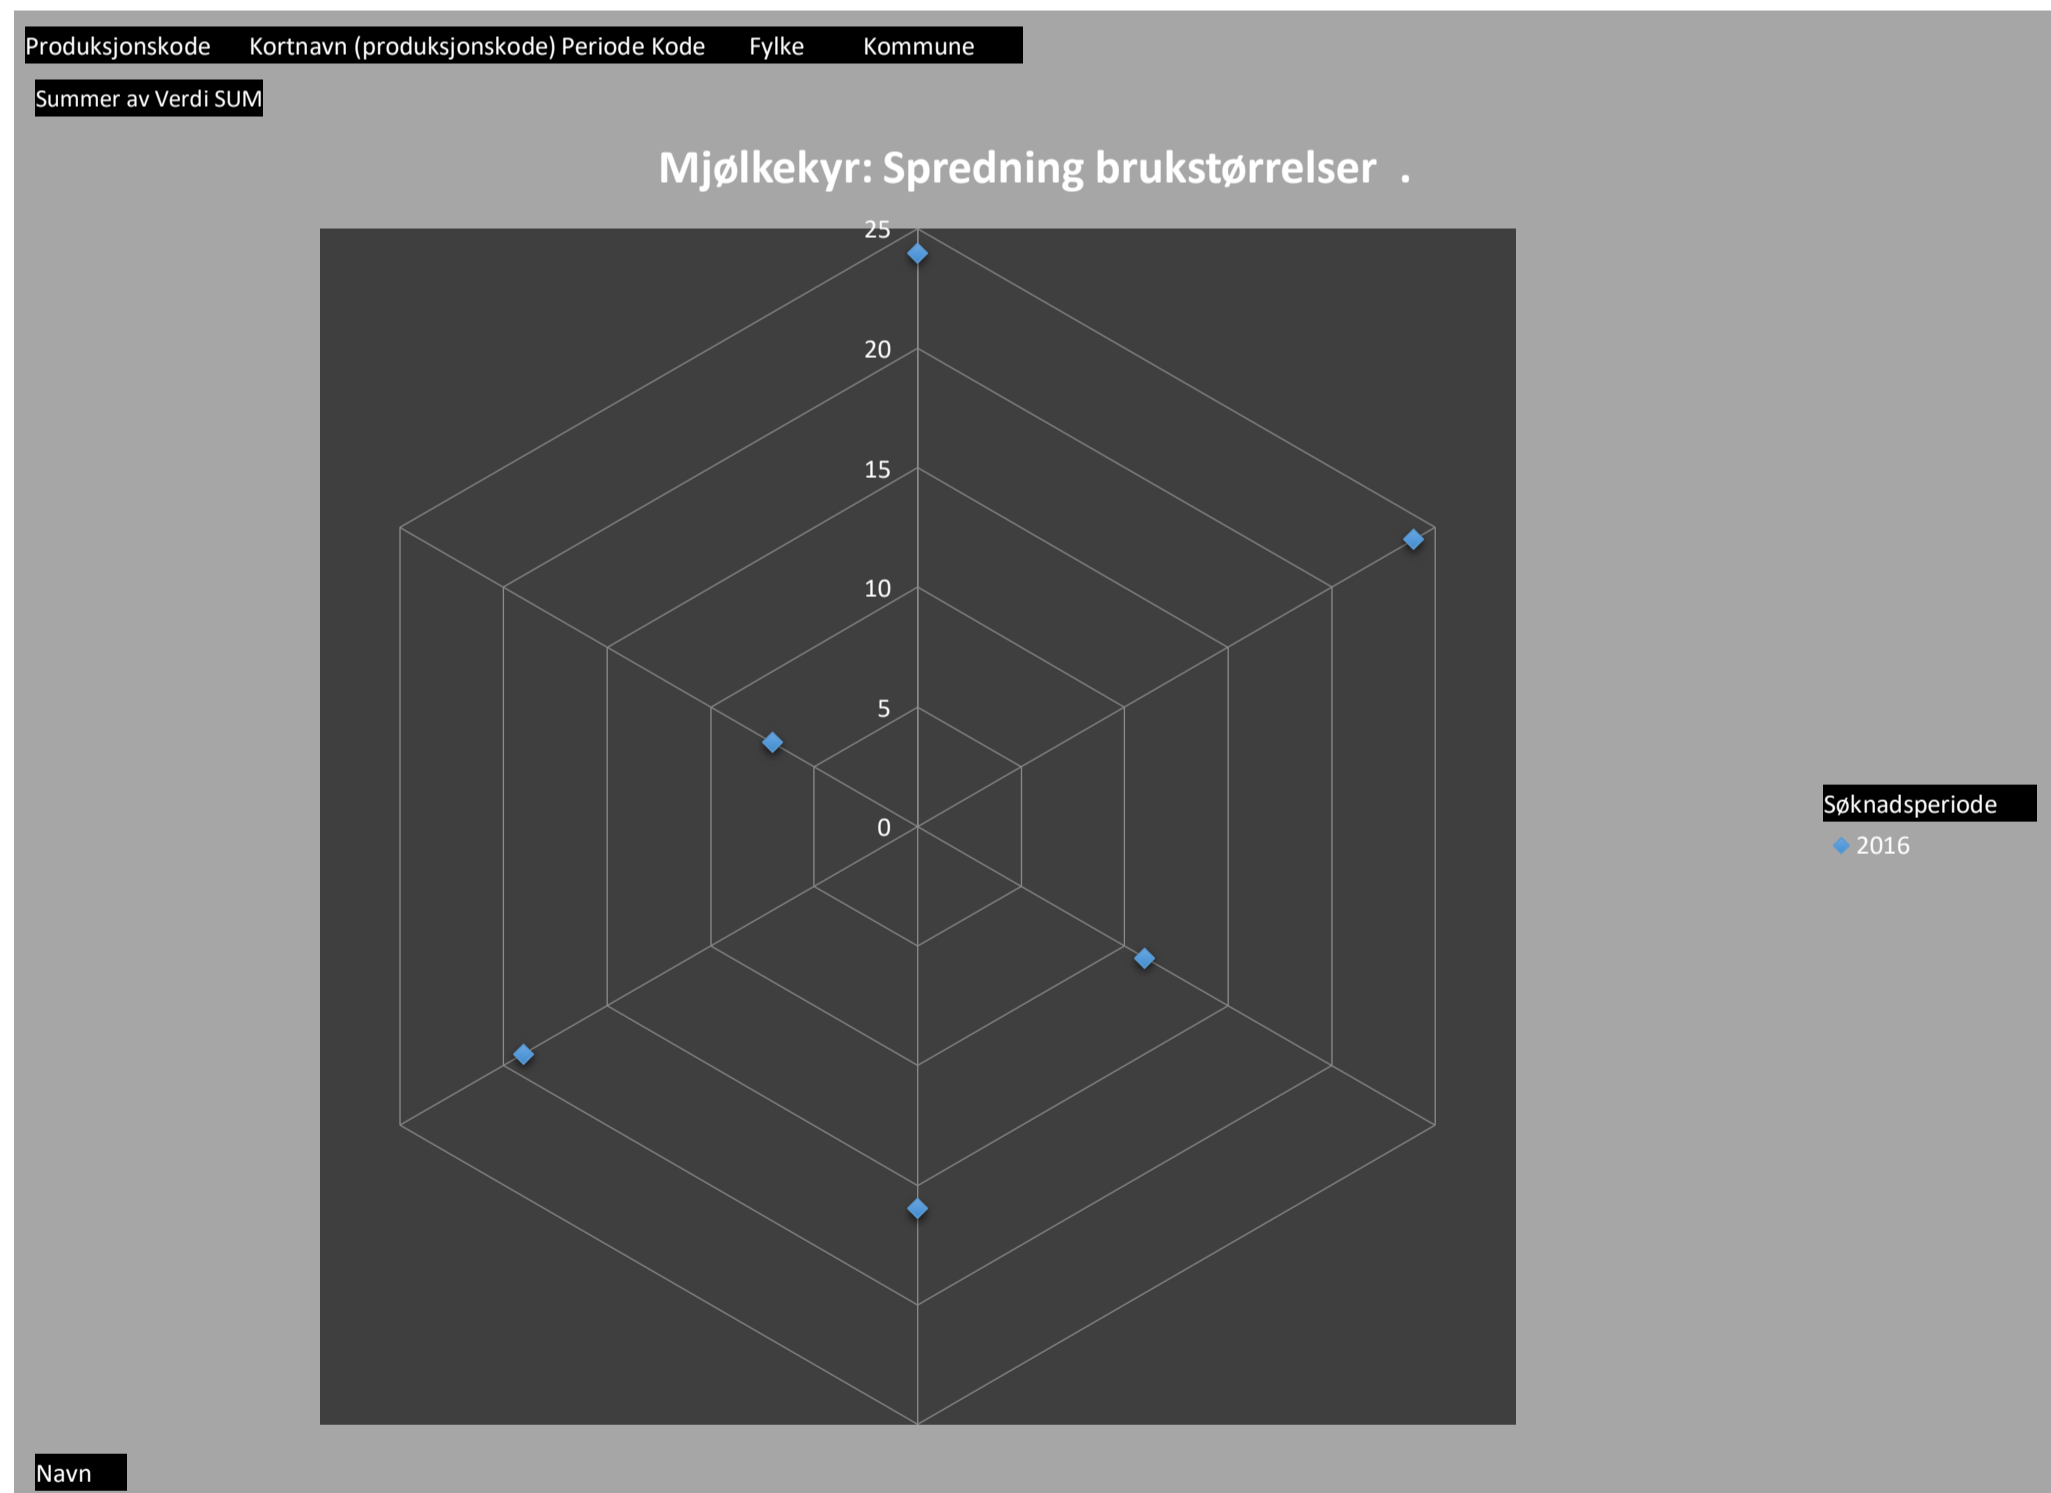 Produksjonskode Kortnavn (produksjonskode) Periode Kode Fylke Kommune
Summer av Verdi SUM
Mjølkekyr: Spredning brukstørrelser .
25
20
15
10
5
0
Søknadsperiode
2016
Navn